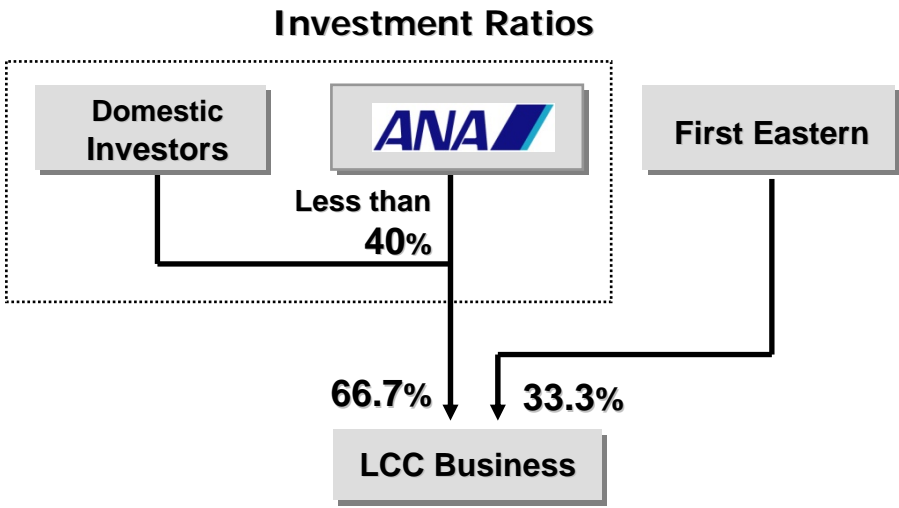 Investment Ratios
Domestic
Investors
ANA
First Eastern
Less than
40%
66.7%
33.3%
LCC Business